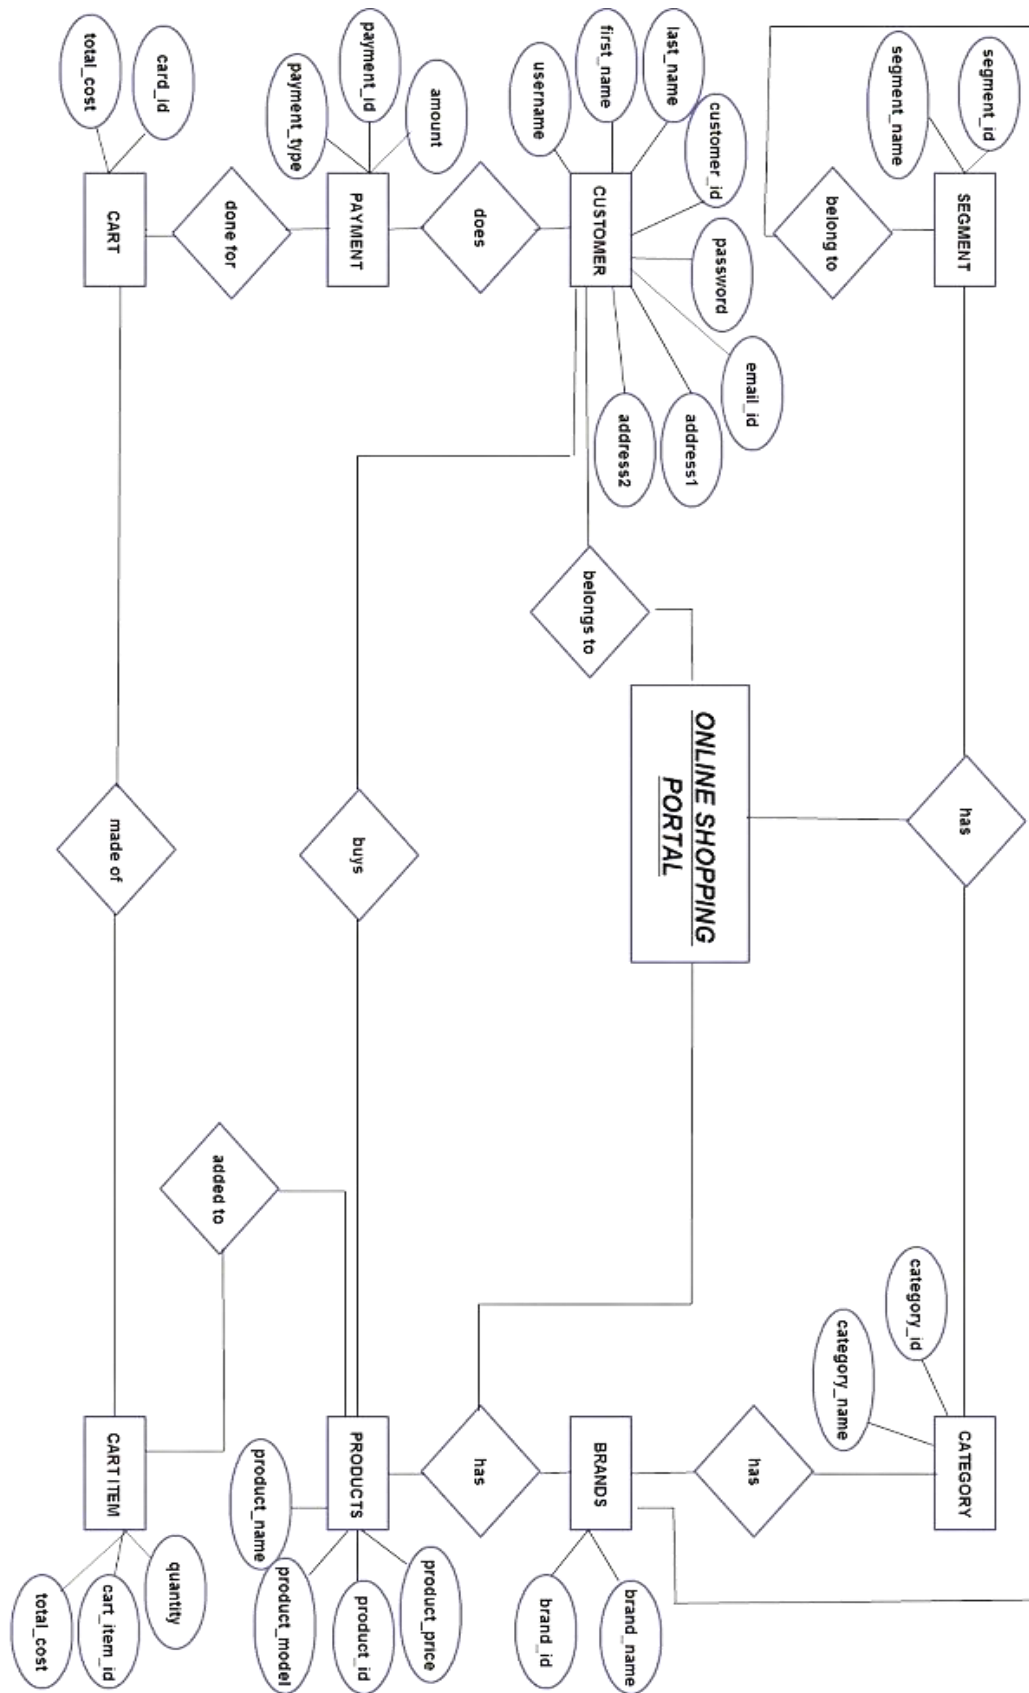 segment_id
segment_name
SEGMENT
has
CATEGORY
category_id
category_name
belong to
last_name
first_name
username
customer_id
password
email_id
address1
address2
CUSTOMER
belongs to
ONLINE SHOPPING
PORTAL
has
BRANDS
brand_name
brand_id
does
has
amount
payment_id
payment_type
PAYMENT
buys
PRODUCTS
product_price
product_id
product_model
product_name
done for
added to
card_id
total_cost
CART
made of
CART ITEM
quantity
cart_item_id
total_cost